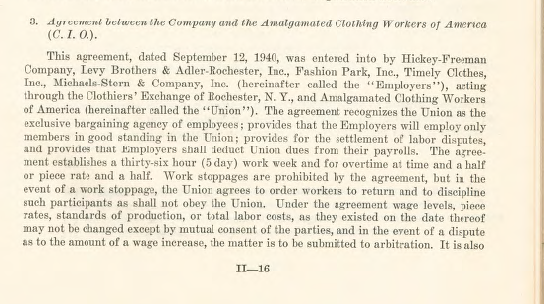 3. Agreement between the Company and the Amalgamated Clothing Workers of America
(C. I. O.).
This agreement, dated September 12, 1940, was entered into by Hickey-Freeman
Company, Levy Brothers & Adler-Rochester, Inc., Fashion Park, Inc., Timely Clothes,
Inc., Michaels-Stern & Company, Inc. (hereinafter called the "Employers"), acting
through the Clothiers' Exchange of Rochester, N. Y., and Amalgamated Clothing Workers
of America (hereinafter called the "Union"). The agreement recognizes the Union as the
exclusive bargaining agency of employees; provides that the Employers will employ only
members in good standing in the Union; provides for the settlement of labor disputes,
and provides that Employers shall deduct Union dues from their payrolls. The agree-
ment establishes a thirty-six hour (5 day) work week and for overtime at time and a half
or piece rate and a half. Work stoppages are prohibited by the agreement, but in the
event of a work stoppage, the Union agrees to order workers to return and to discipline
such participants as shall not obey the Union. Under the agreement wage levels, piece
rates, standards of production, or total labor costs, as they existed on the date thereof
may not be changed except by mutual consent of the parties, and in the event of a dispute
as to the amount of a wage increase, the matter is to be submitted to arbitration. It is also
II—16